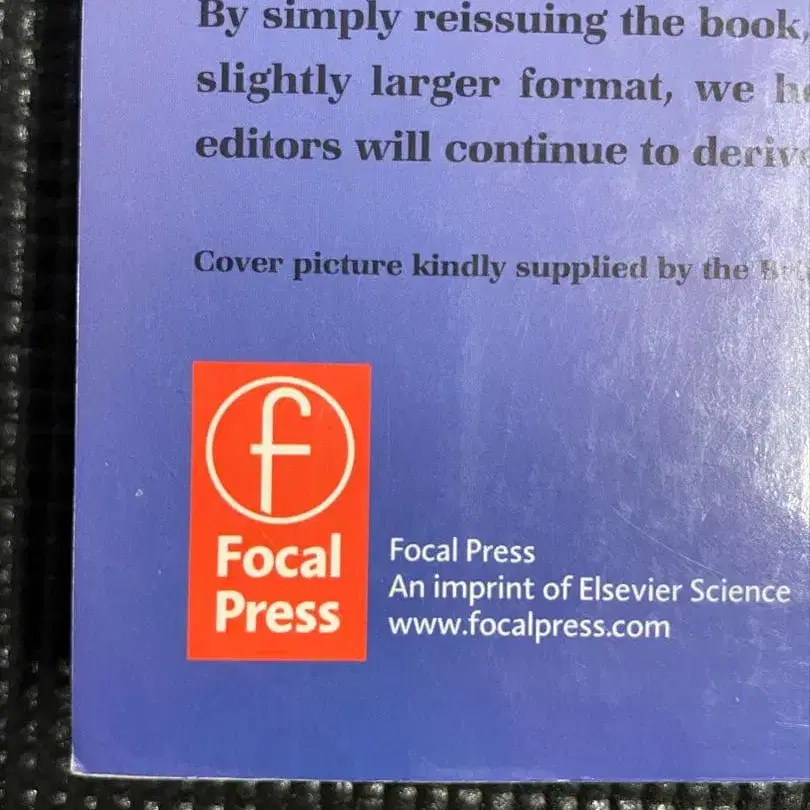 By simply reissuing the book,
slightly larger format, we
editors will continue to
Cover picture kindly supplied by the
f
Focal
Press
Focal Press
An imprint of Elsevier Science
www.focalpress.com